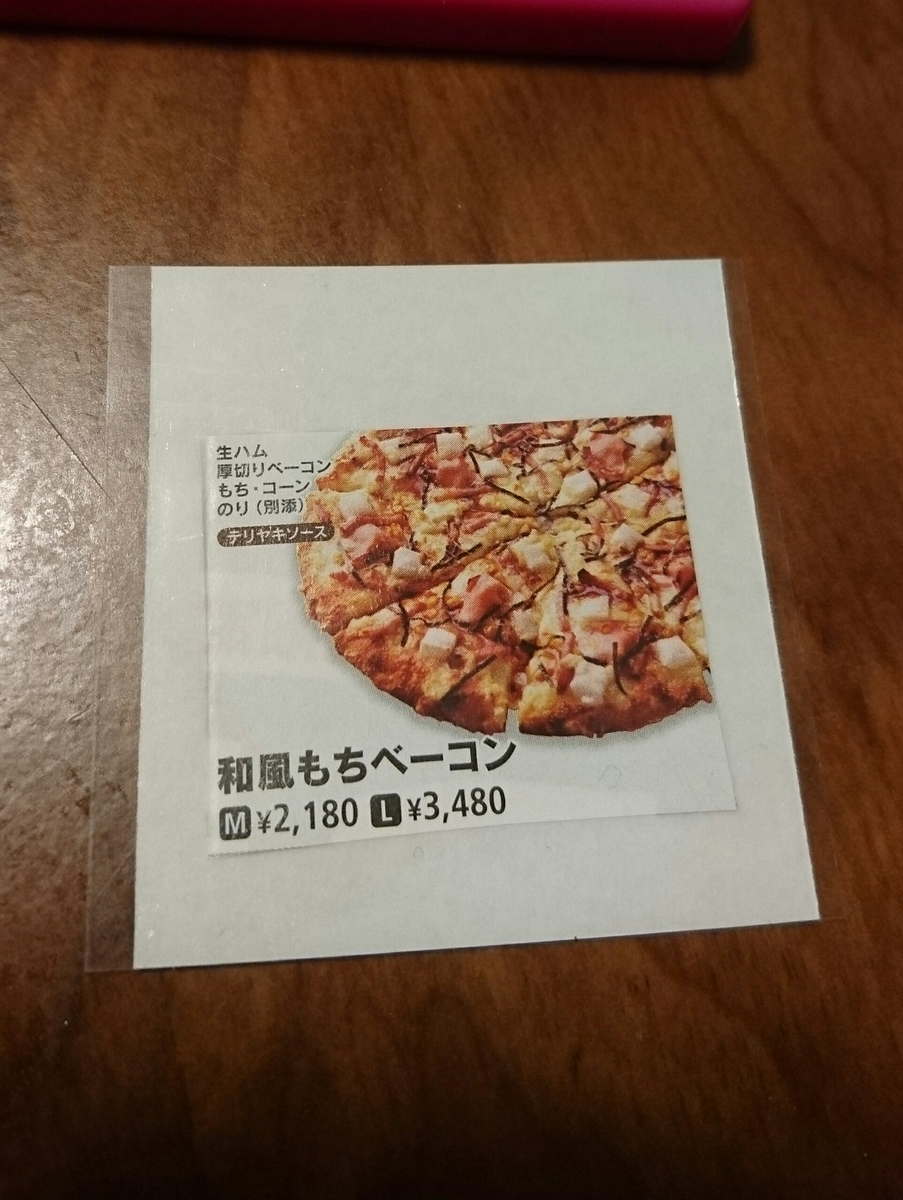 生ハム
厚切りベーコン
もち・コーン
のり（別添）
テリヤキソース
和風もちベーコン
M ¥2,180 L ¥3,480